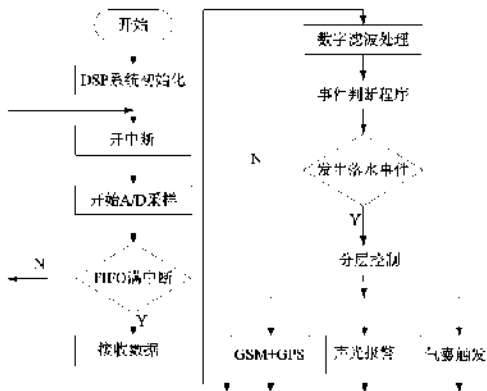 开始
DSP系统初始化
开中断
开始A/D采样
FIFO满中断
N
Y
接收数据
数字滤波处理
事件判断程序
发生落水事件
N
Y
分层控制
GSM+GPS
声光报警
气囊触发